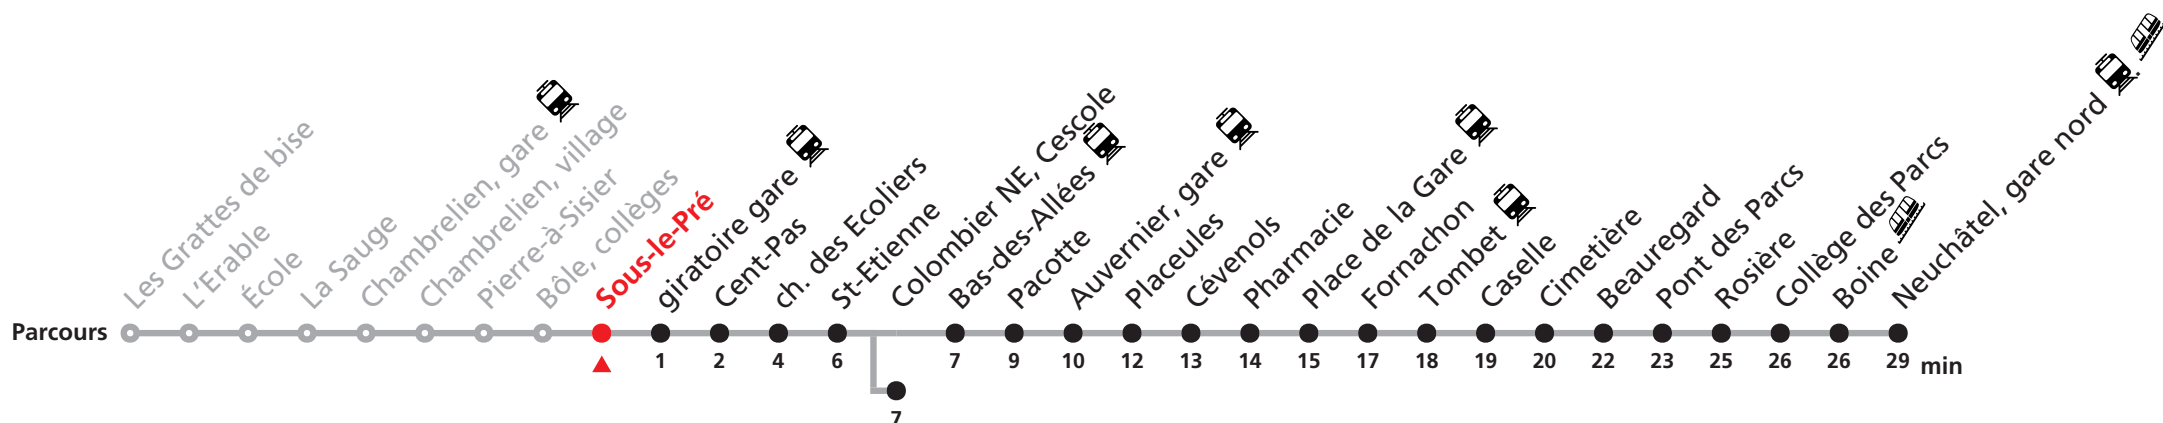 Les Grattes de bise
L'Erable
École
La Sauge
Chambrelien, gare
Chambrelien, village
Pierre-à-Sisier
Bôle, collèges
Sous-le-Pré
giratoire gare
Cent-Pas
ch. des Ecoliers
St-Etienne
Colombier NE, Cescole
Bas-des-Allées
Pacotte
Auvernier, gare
Placeules
Cévenols
Pharmacie
Place de la Gare
Fornachon
Tombet
Caselle
Cimetière
Beauregard
Pont des Parcs
Rosière
Collège des Parcs
Boine
Neuchâtel, gare nord
Parcours
1 2 4 6 7 9 10 12 13 14 15 17 18 19 20 22 23 25 26 26 29 min
7